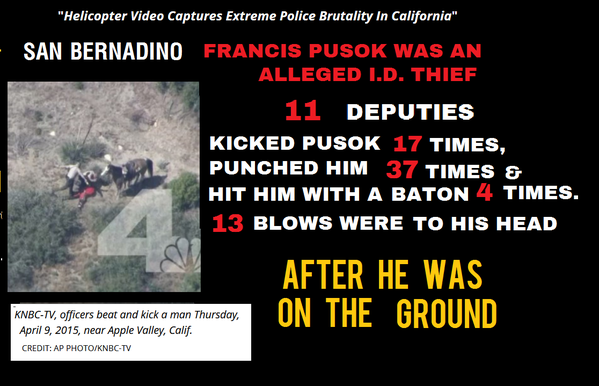 "Helicopter Video Captures Extreme Police Brutality In California"
SAN BERNADINO
FRANCIS PUSOK WAS AN
ALLEGED I.D. THIEF
11 DEPUTIES
KICKED PUSOK 17 TIMES,
PUNCHED HIM 37 TIMES &
HIT HIM WITH A BATON 4 TIMES.
13 BLOWS WERE TO HIS HEAD
AFTER HE WAS
ON THE GROUND
4
KNBC-TV, officers beat and kick a man Thursday,
April 9, 2015, near Apple Valley, Calif.
CREDIT: AP PHOTO/KNBC-TV